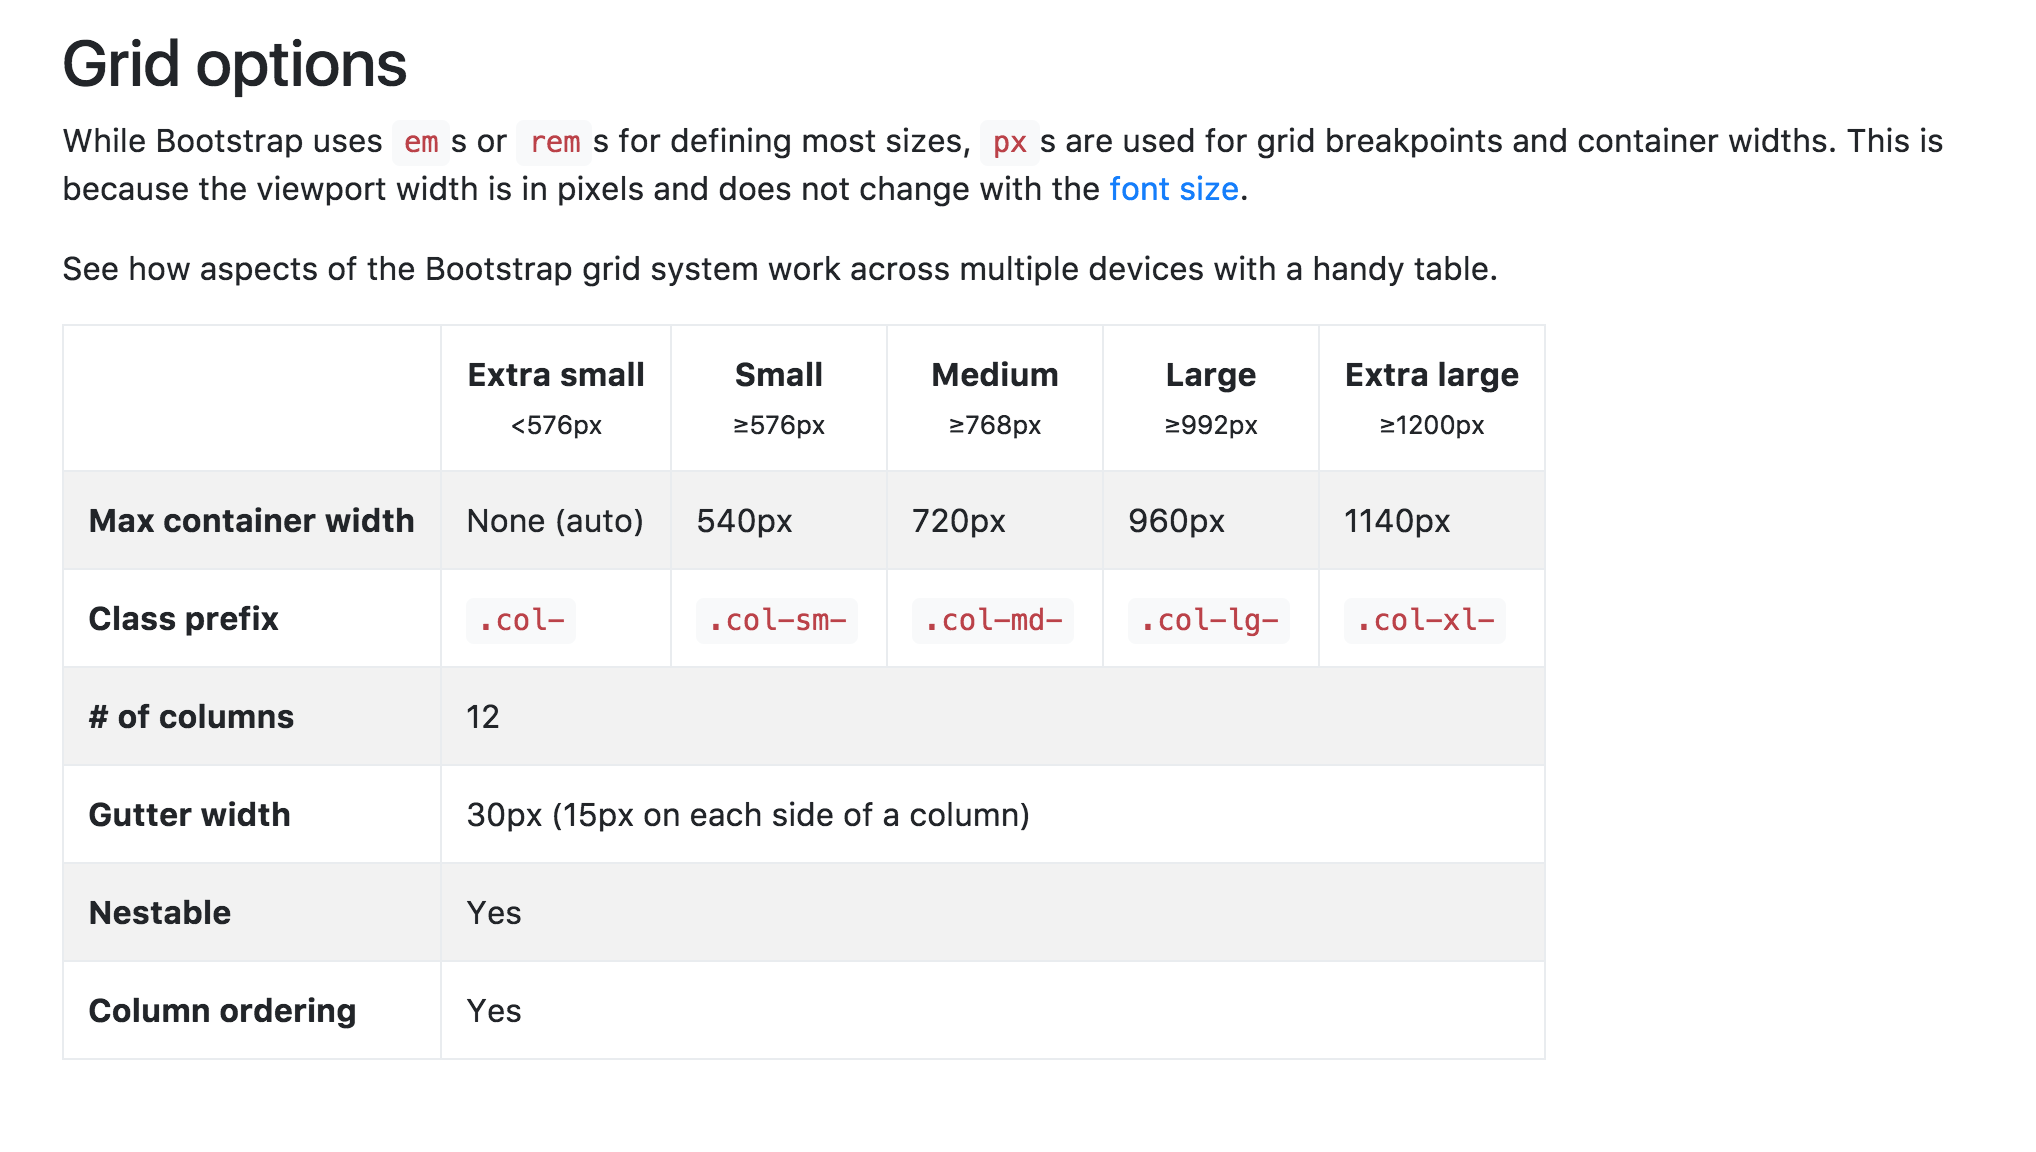 Grid options
While Bootstrap uses ems or rems for defining most sizes, pxs are used for grid breakpoints and container widths. This is
because the viewport width is in pixels and does not change with the font size.
See how aspects of the Bootstrap grid system work across multiple devices with a handy table.
Extra small Small Medium Large Extra large
<576px ≥576px ≥768px ≥992px ≥1200px
Max container width None (auto) 540px 720px 960px 1140px
Class prefix .col- .col-sm- .col-md- .col-lg- .col-xl-
# of columns 12
Gutter width 30px (15px on each side of a column)
Nestable Yes
Column ordering Yes